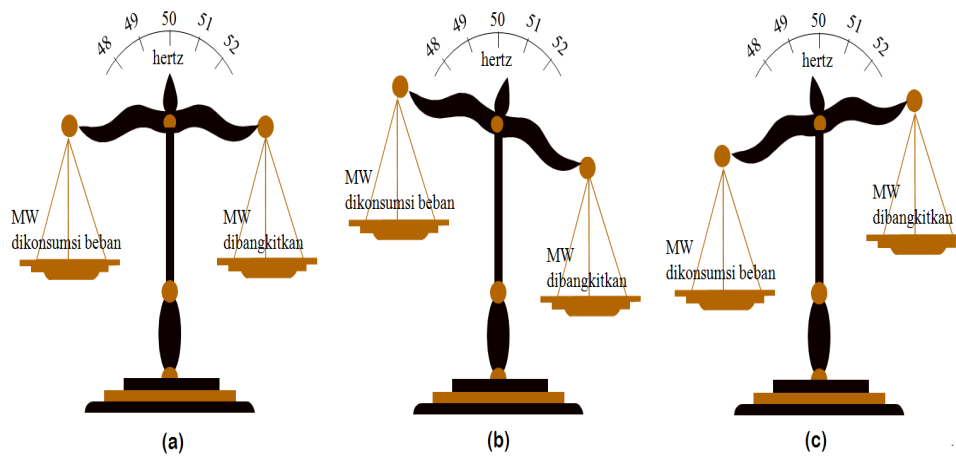 48 49 50 51 52
hertz
MW
dikonsumsi beban
MW
dibangkitkan
(a)
48 49 50 51 52
hertz
MW
dikonsumsi beban
MW
dibangkitkan
(b)
48 49 50 51 52
hertz
MW
dibangkitkan
MW
dikonsumsi beban
(c)